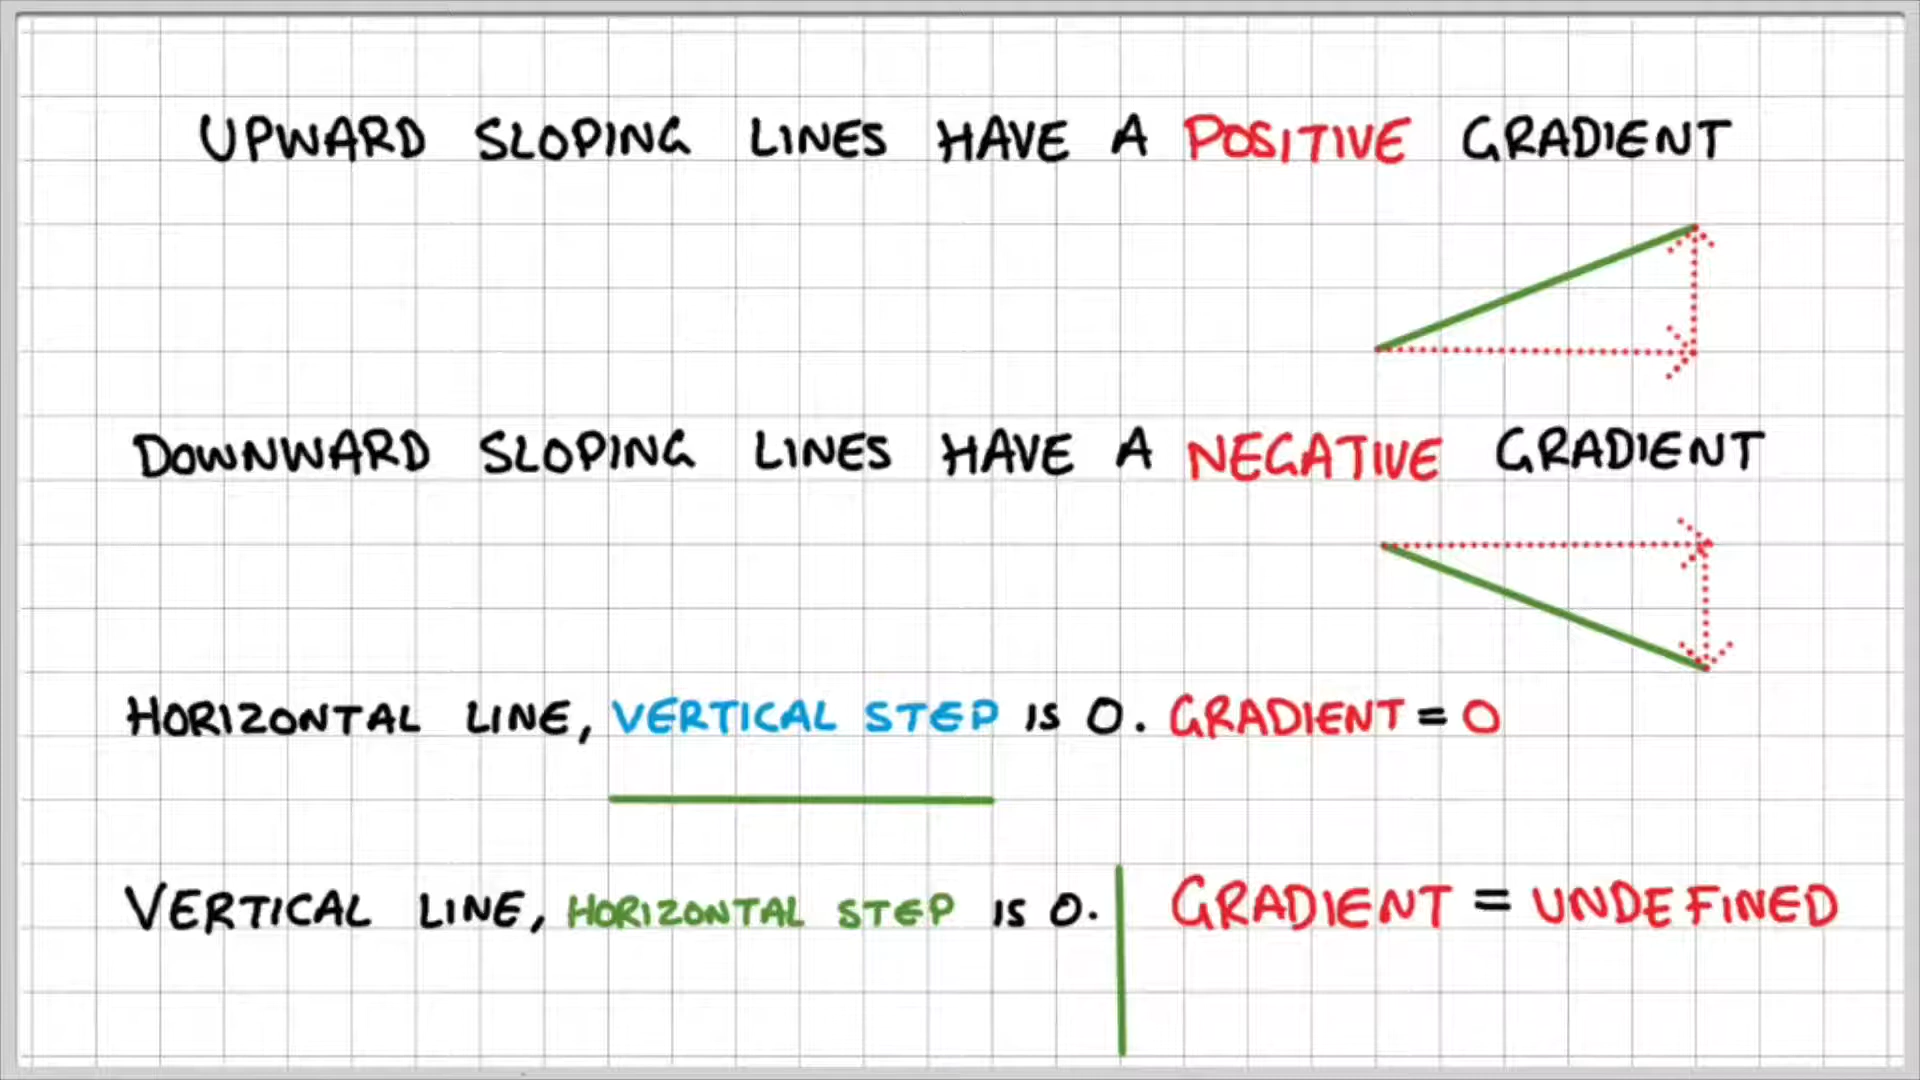 UPWARD SLOPING LINES HAVE A POSITIVE GRADIENT
DOWNWARD SLOPING LINES HAVE A NEGATIVE GRADIENT
HORIZONTAL LINE, VERTICAL STEP IS 0. GRADIENT = 0
VERTICAL LINE, HORIZONTAL STEP IS 0. GRADIENT = UNDEFINED